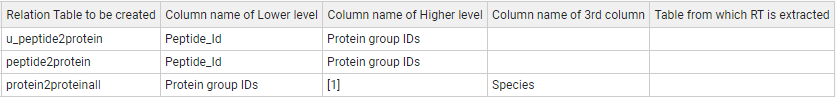 Relation Table to be created Column name of Lower level Column name of Higher level Column name of 3rd column Table from which RT is extracted
u_peptide2protein Peptide_Id Protein group IDs
peptide2protein Peptide_Id Protein group IDs
protein2proteinall Protein group IDs [1] Species